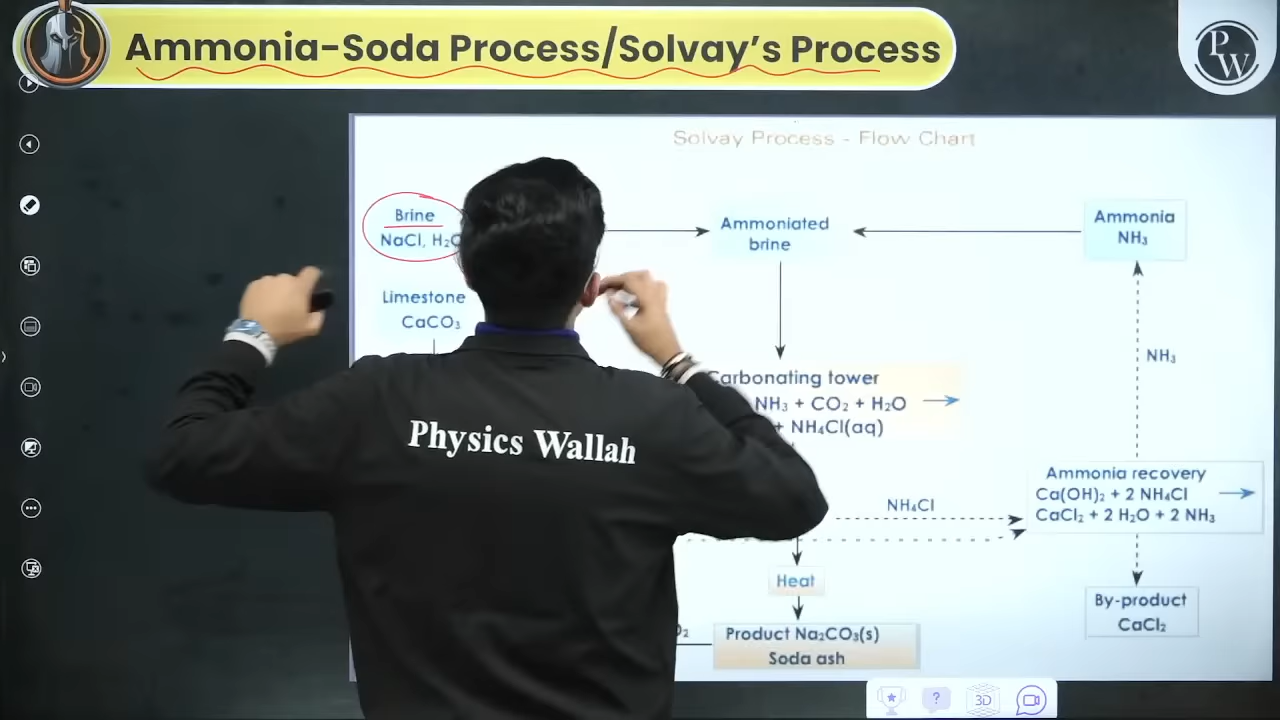 Ammonia-Soda Process/Solvay's Process
PW
Solvay Process - Flow Chart
Brine
NaCl, H₂O
Ammoniated
brine
Ammonia
NH₃
Limestone
CaCO₃
NH₃
Carbonating tower
NH₃ + CO₂ + H₂O
+ NH₄Cl(aq)
Physics Wallah
Ammonia recovery
Ca(OH)₂ + 2 NH₄Cl
CaCl₂ + 2 H₂O + 2 NH₃
NH₄Cl
Heat
By-product
CaCl₂
Product Na₂CO₃(s)
Soda ash
?
3D